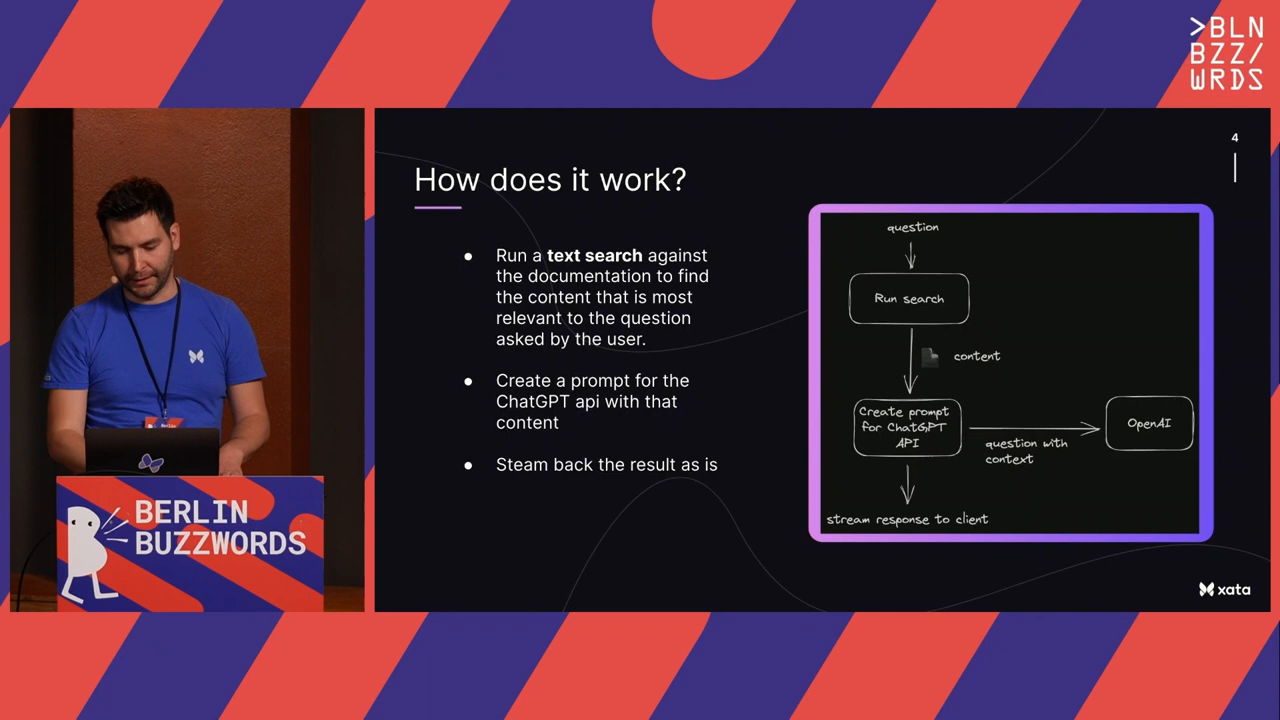 >BLN
BZZ/
WRDS
4
How does it work?
● Run a text search against
the documentation to find
the content that is most
relevant to the question
asked by the user.
● Create a prompt for the
ChatGPT api with that
content
● Steam back the result as is
question
Run search
content
Create prompt
for ChatGPT
API
OpenAI
question with
context
stream response to client
xata
Berlin
BERLIN
BUZZWORDS